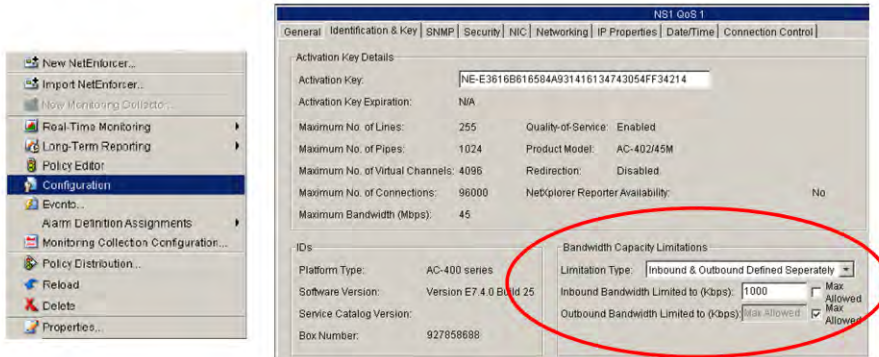 New NetEnforcer...
Import NetEnforcer...
New Monitoring Collector...
Real-Time Monitoring
Long-Term Reporting
Policy Editor
Configuration
Events...
Alarm Definition Assignments
Monitoring Collection Configuration...
Policy Distribution...
Reload
Delete
Properties...
NS1 QoS 1
General Identification & Key SNMP Security NIC Networking IP Properties Date/Time Connection Control
Activation Key Details
Activation Key: NE-E3616B616584A931416134743054FF34214
Activation Key Expiration: N/A
Maximum No. of Lines: 255 Quality-of-Service: Enabled
Maximum No. of Pipes: 1024 Product Model: AC-402/45M
Maximum No. of Virtual Channels: 4096 Redirection: Disabled
Maximum No. of Connections: 96000 NetXplorer Reporter Availability: No
Maximum Bandwidth (Mbps): 45
IDs
Platform Type: AC-400 series
Software Version: Version E7.4.0 Build 25
Service Catalog Version:
Box Number: 927858688
Bandwidth Capacity Limitations
Limitation Type: Inbound & Outbound Defined Seperately
Inbound Bandwidth Limited to (Kbps): 1000 Max Allowed
Outbound Bandwidth Limited to (Kbps): Max Allowed Max Allowed